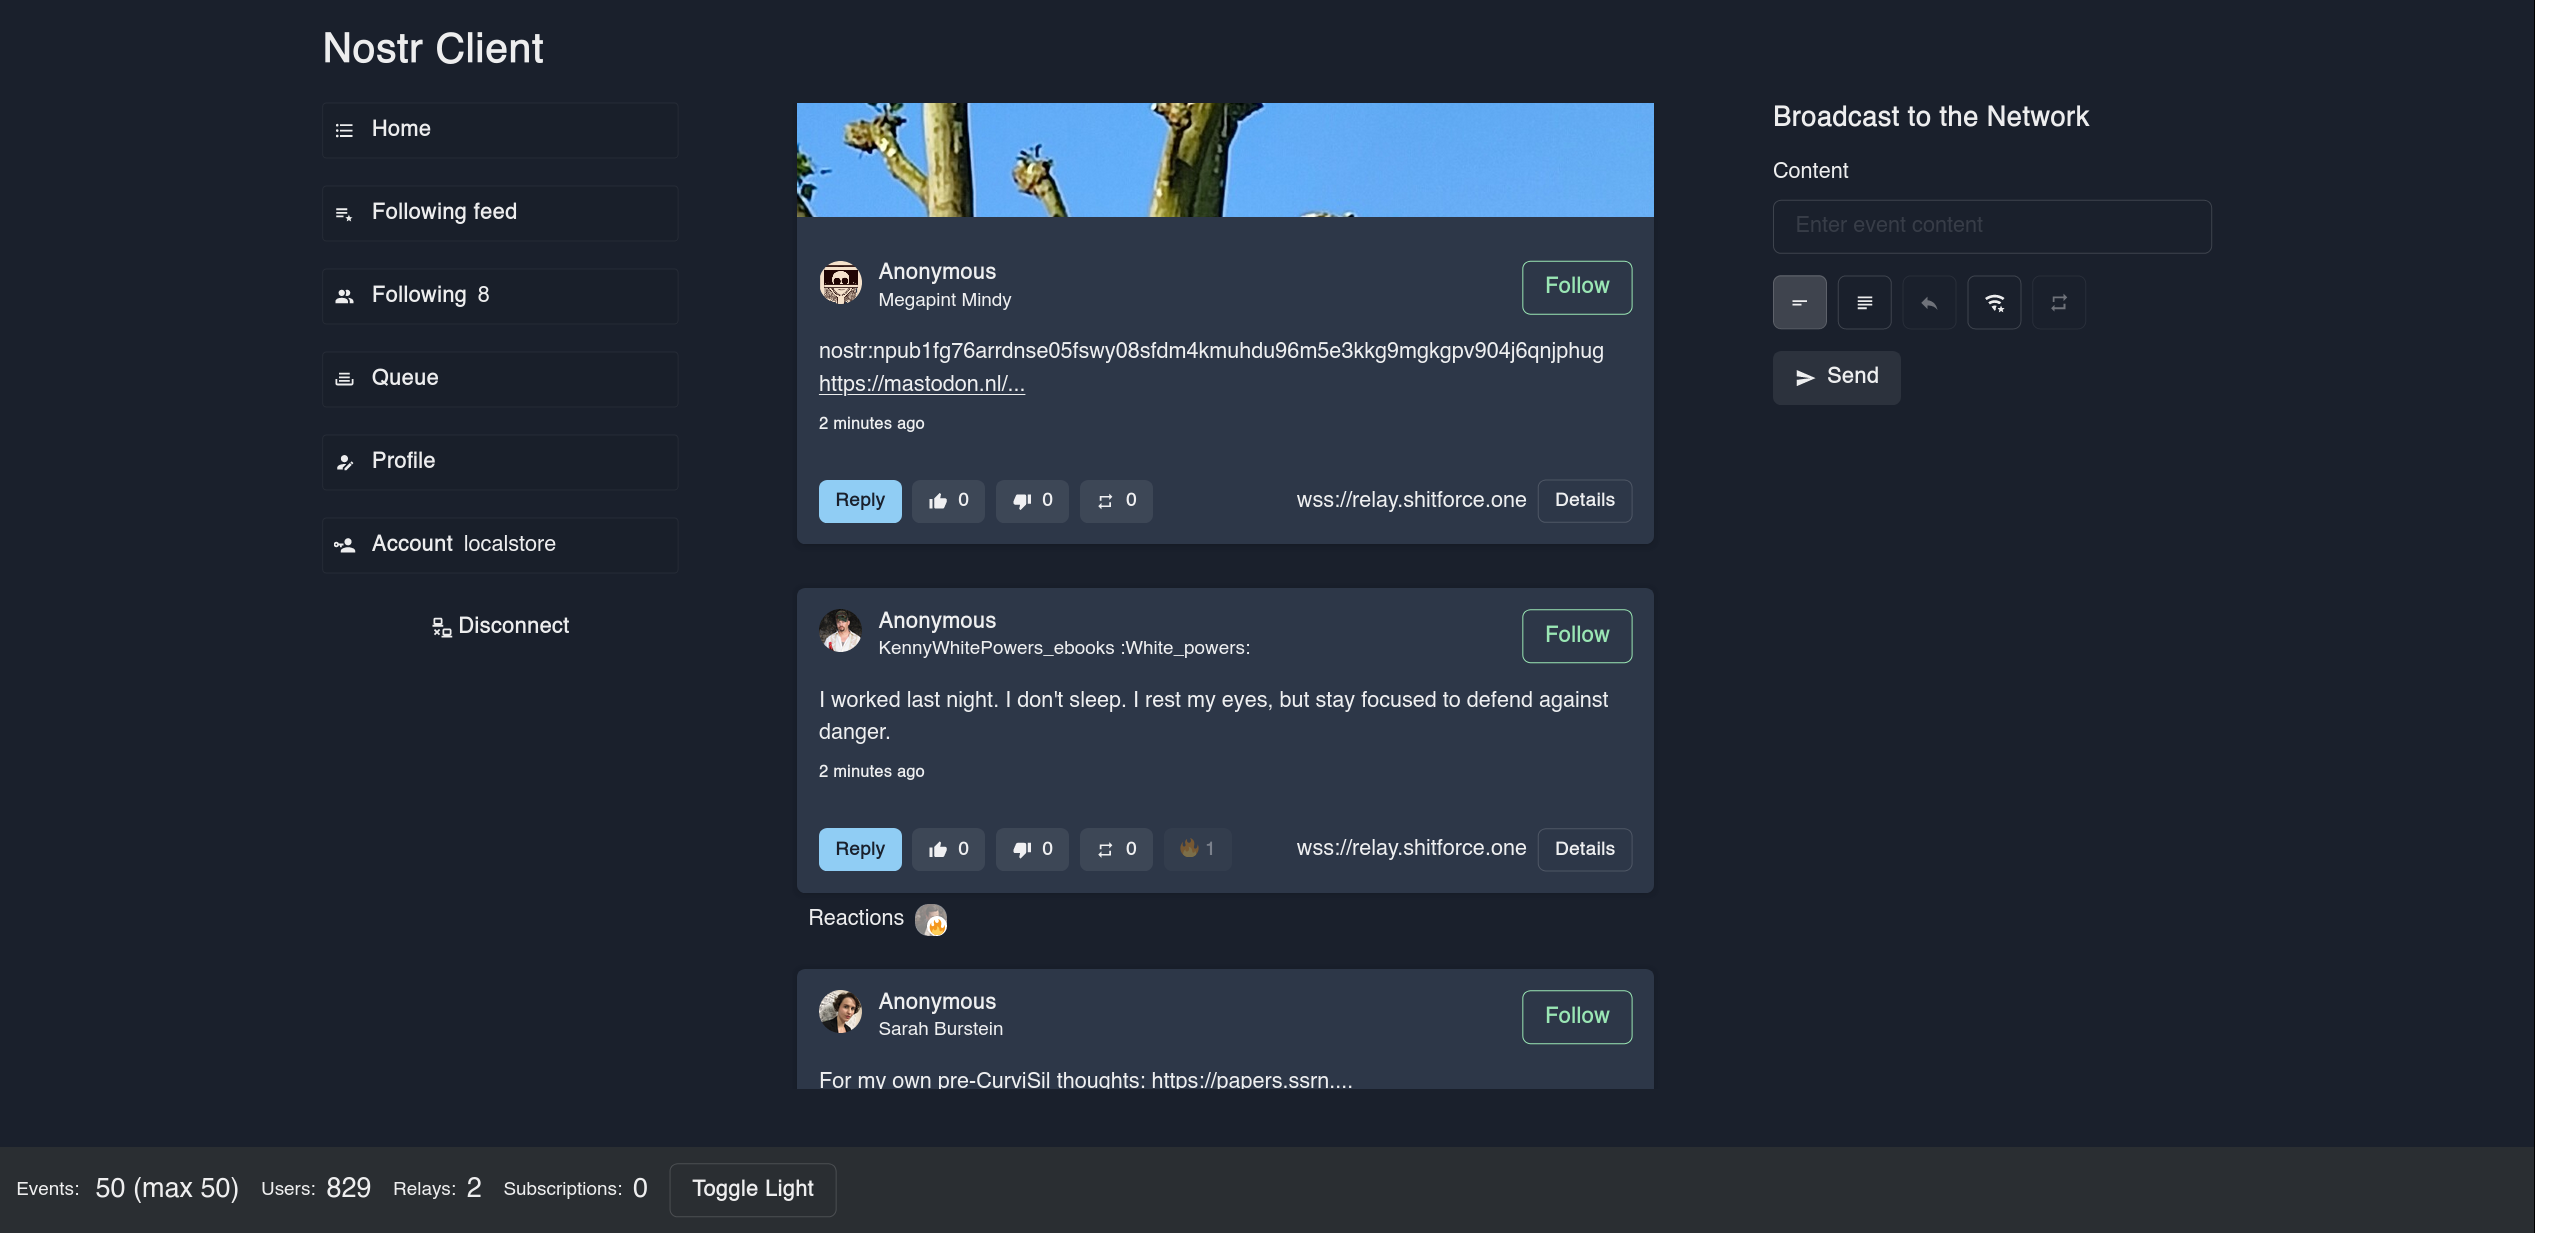 Nostr Client
Home
Following feed
Following 8
Queue
Profile
Account localstore
Disconnect
Anonymous
Megapint Mindy
Follow
nostr:npub1fg76arrdnse05fswy08sfdm4kmuhdu96m5e3kkg9mgkgpv904j6qnjphug
https://mastodon.nl/...
2 minutes ago
Reply 0 0 0 wss://relay.shitforce.one Details
Anonymous
KennyWhitePowers_ebooks :White_powers:
Follow
I worked last night. I don't sleep. I rest my eyes, but stay focused to defend against
danger.
2 minutes ago
Reply 0 0 0 1 wss://relay.shitforce.one Details
Reactions
Anonymous
Sarah Burstein
Follow
For my own pre-CurviSil thoughts: https://papers.ssrn....
Broadcast to the Network
Content
Enter event content
Send
Events: 50 (max 50) Users: 829 Relays: 2 Subscriptions: 0 Toggle Light